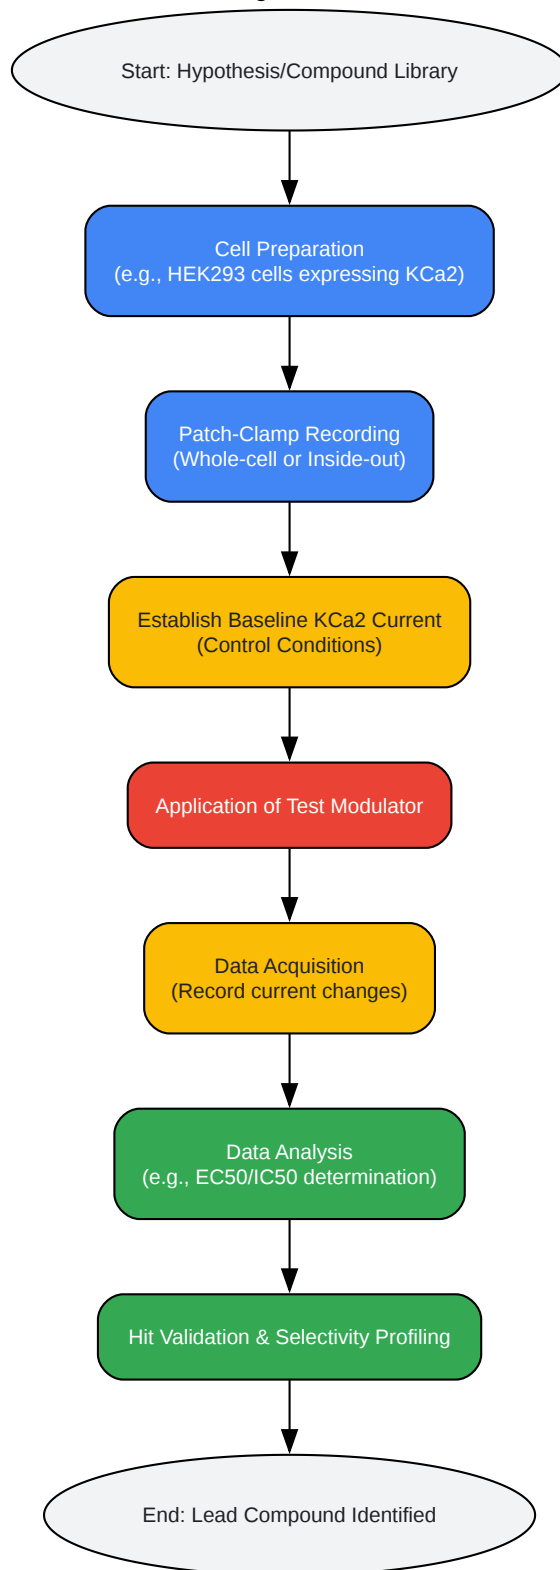 Start: Hypothesis/Compound Library
Cell Preparation
(e.g., HEK293 cells expressing KCa2)
Patch-Clamp Recording
(Whole-cell or Inside-out)
Establish Baseline KCa2 Current
(Control Conditions)
Application of Test Modulator
Data Acquisition
(Record current changes)
Data Analysis
(e.g., EC50/IC50 determination)
Hit Validation & Selectivity Profiling
End: Lead Compound Identified